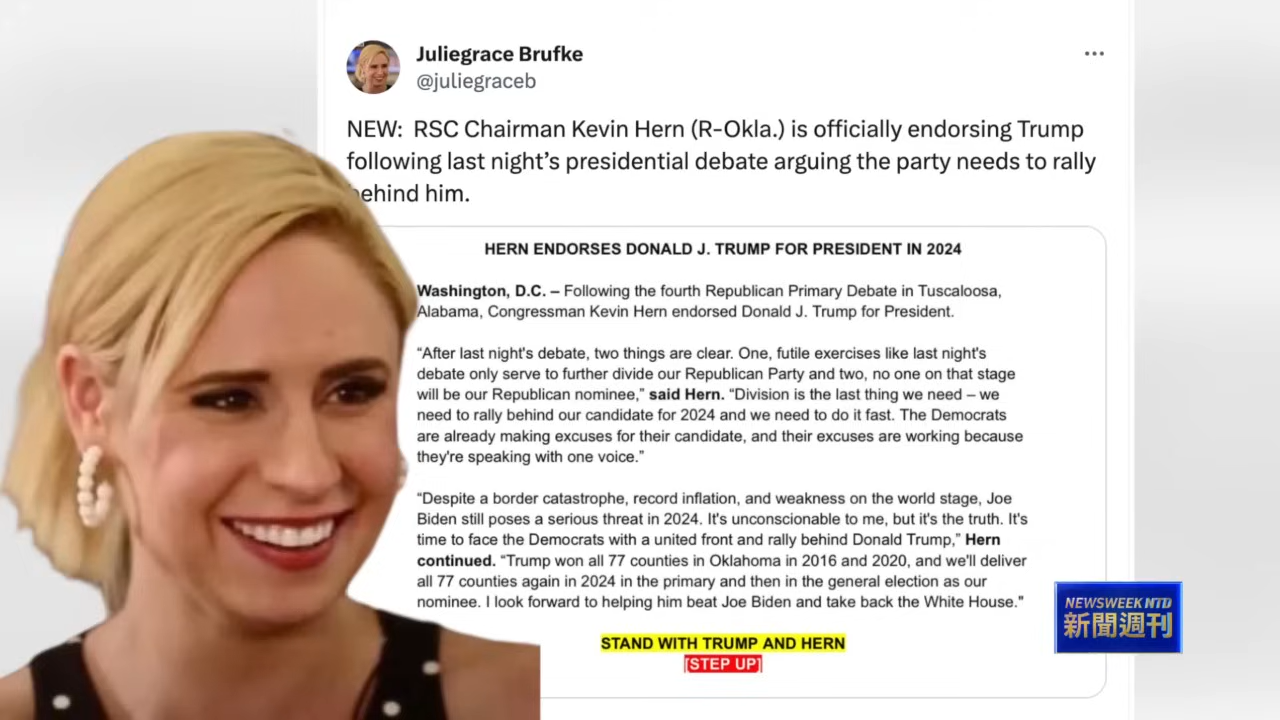 Juliegrace Brufke
@juliegraceb
NEW: RSC Chairman Kevin Hern (R-Okla.) is officially endorsing Trump
following last night’s presidential debate arguing the party needs to rally
behind him.
HERN ENDORSES DONALD J. TRUMP FOR PRESIDENT IN 2024
Washington, D.C. – Following the fourth Republican Primary Debate in Tuscaloosa,
Alabama, Congressman Kevin Hern endorsed Donald J. Trump for President.
“After last night's debate, two things are clear. One, futile exercises like last night's
debate only serve to further divide our Republican Party and two, no one on that stage
will be our Republican nominee,” said Hern. “Division is the last thing we need – we
need to rally behind our candidate for 2024 and we need to do it fast. The Democrats
are already making excuses for their candidate, and their excuses are working because
they're speaking with one voice.”
“Despite a border catastrophe, record inflation, and weakness on the world stage, Joe
Biden still poses a serious threat in 2024. It's unconscionable to me, but it's the truth. It's
time to face the Democrats with a united front and rally behind Donald Trump,” Hern
continued. “Trump won all 77 counties in Oklahoma in 2016 and 2020, and we'll deliver
all 77 counties again in 2024 in the primary and then in the general election as our
nominee. I look forward to helping him beat Joe Biden and take back the White House.”
STAND WITH TRUMP AND HERN
[STEP UP]
NEWSWEEK NTD
新聞週刊